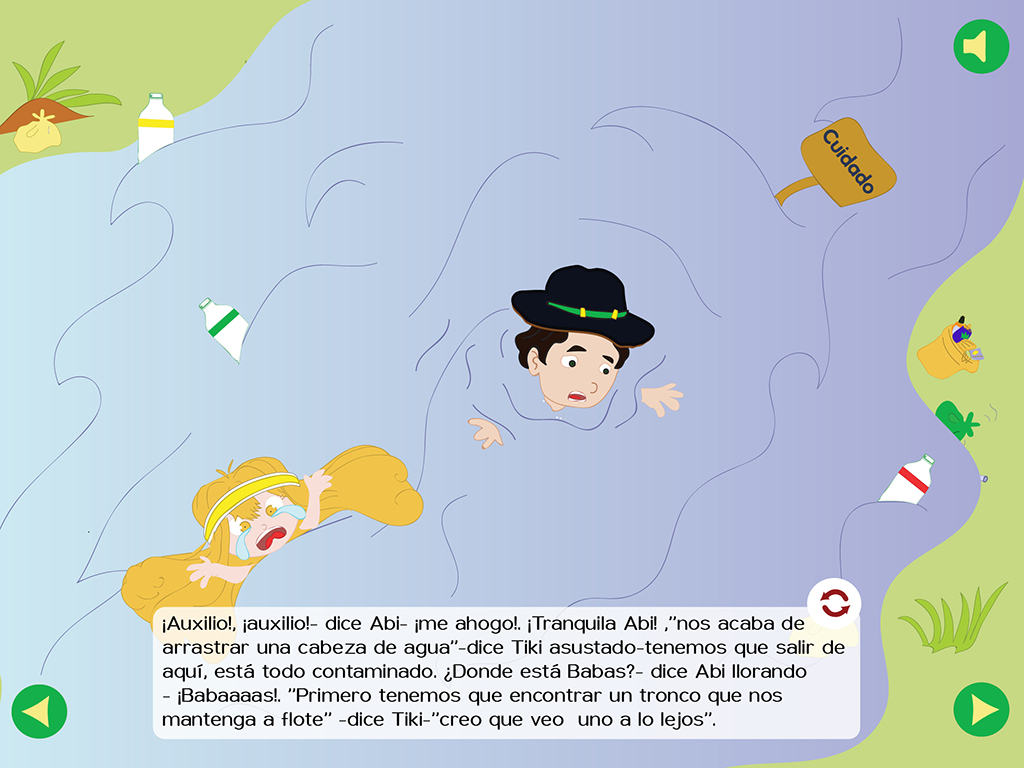 Cuidado
¡Auxilio!, ¡auxilio!- dice Abi- ¡me ahogo!. ¡Tranquila Abi! ,”nos acaba de
arrastrar una cabeza de agua”-dice Tiki asustado-tenemos que salir de
aquí, está todo contaminado. ¿Donde está Babas?- dice Abi llorando
- ¡Babaaaas!. ”Primero tenemos que encontrar un tronco que nos
mantenga a flote” -dice Tiki-”creo que veo  uno a lo lejos”.